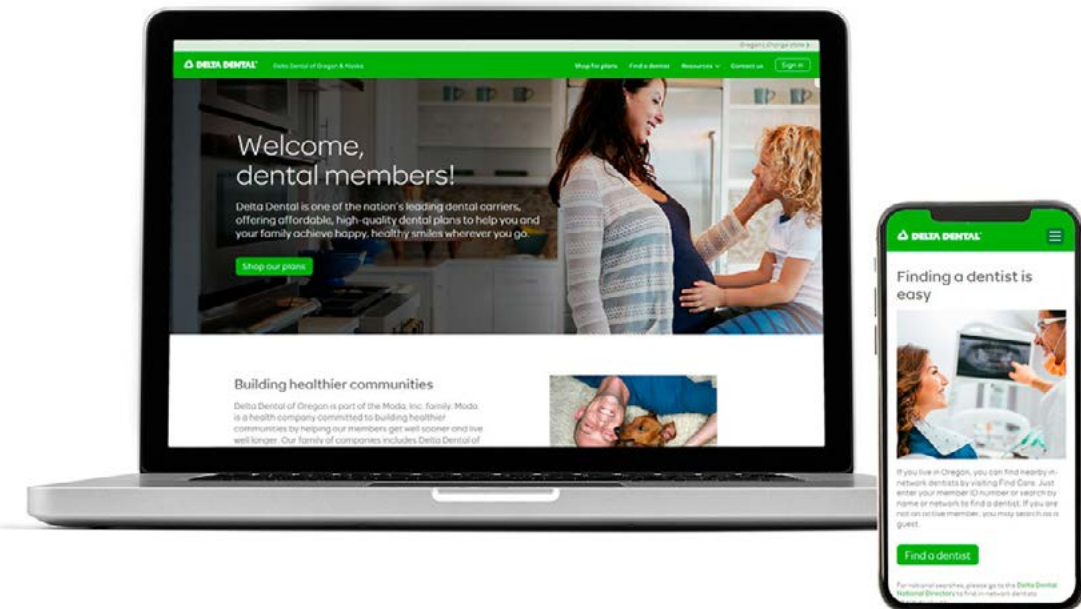 Oregon | Change state >
DELTA DENTAL
Delta Dental of Oregon & Alaska
Shop for plans Find a dentist Resources Contact us Sign in
Welcome,
dental members!
Delta Dental is one of the nation's leading dental carriers,
offering affordable, high-quality dental plans to help you and
your family achieve happy, healthy smiles wherever you go.
Shop our plans
Building healthier communities
Delta Dental of Oregon is part of the Moda, Inc. family. Moda
is a health company committed to building healthier
communities by helping our members get well sooner and live
well longer. Our family of companies includes Delta Dental of
DELTA DENTAL
Finding a dentist is
easy
If you live in Oregon, you can find nearby in-
network dentists by visiting Find Care. Just
enter your member ID number or search by
name or network to find a dentist. If you are
not an active member, you may search as a
guest.
Find a dentist
For national searches, please go to the Delta Dental
National Directory to find in network dentists